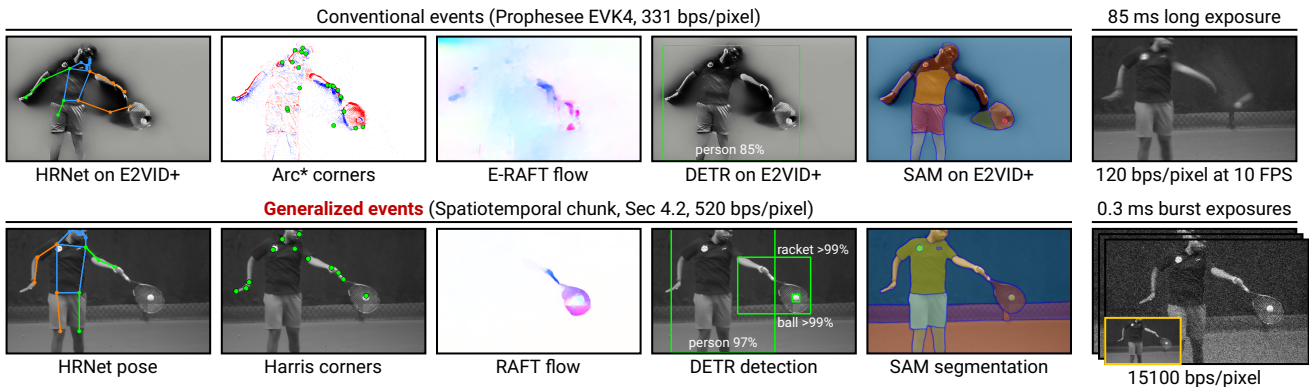 Conventional events (Prophesee EVK4, 331 bps/pixel)
85 ms long exposure
person 85%
HRNet on E2VID+
Arc* corners
E-RAFT flow
DETR on E2VID+
SAM on E2VID+
120 bps/pixel at 10 FPS
Generalized events (Spatiotemporal chunk, Sec 4.2, 520 bps/pixel)
0.3 ms burst exposures
racket >99%
ball >99%
person 97%
HRNet pose
Harris corners
RAFT flow
DETR detection
SAM segmentation
15100 bps/pixel